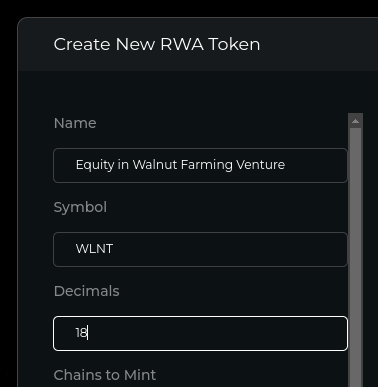 Create New RWA Token
Name
Equity in Walnut Farming Venture
Symbol
WLNT
Decimals
18
Chains to Mint